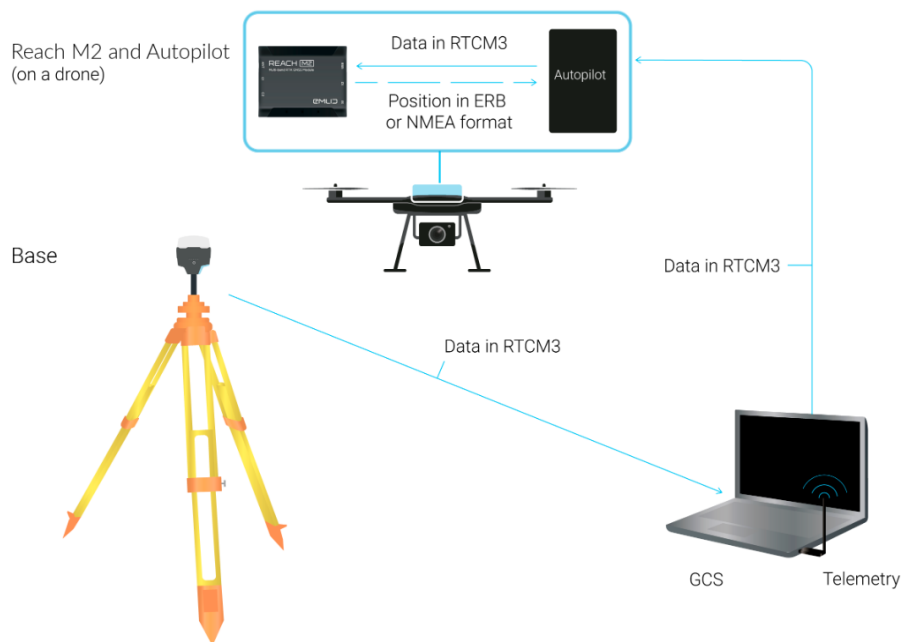 Reach M2 and Autopilot
(on a drone)
Data in RTCM3
REACH M2
EMLID
Autopilot
Position in ERB
or NMEA format
Base
Data in RTCM3
Data in RTCM3
GCS
Telemetry